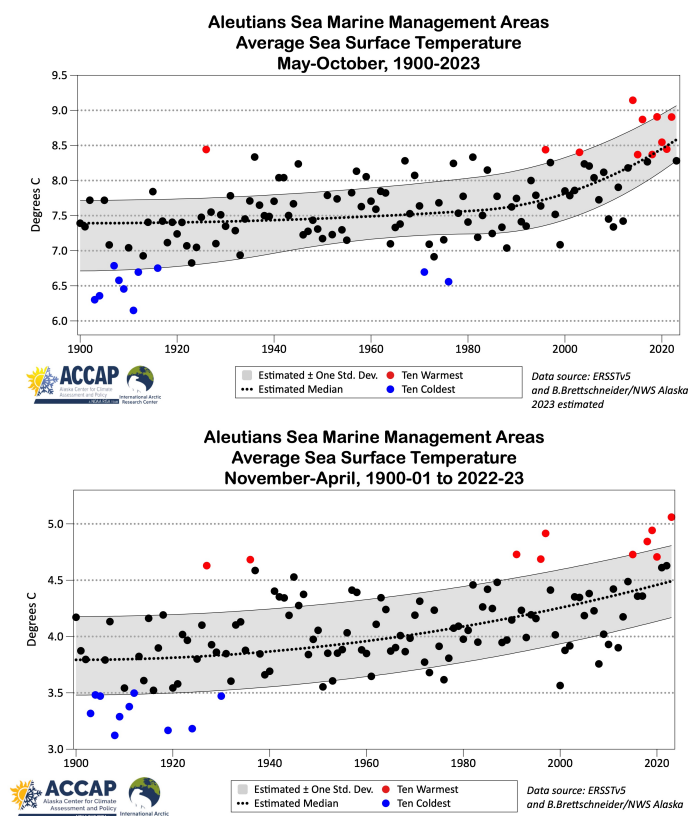 Aleutians Sea Marine Management Areas
Average Sea Surface Temperature
May-October, 1900-2023
9.5
9.0
8.5
8.0
7.5
7.0
6.5
6.0
Degrees C
1900 1920 1940 1960 1980 2000 2020
ACCAP
Alaska Center for Climate
Assessment and Policy
International Arctic
Research Center
Estimated ± One Std. Dev.
Estimated Median
Ten Warmest
Ten Coldest
Data source: ERSSTv5
and B.Brettschneider/NWS Alaska
2023 estimated
Aleutians Sea Marine Management Areas
Average Sea Surface Temperature
November-April, 1900-01 to 2022-23
5.0
4.5
4.0
3.5
3.0
Degrees C
1900 1920 1940 1960 1980 2000 2020
ACCAP
Alaska Center for Climate
Assessment and Policy
International Arctic
Estimated ± One Std. Dev.
Estimated Median
Ten Warmest
Ten Coldest
Data source: ERSSTv5
and B.Brettschneider/NWS Alaska